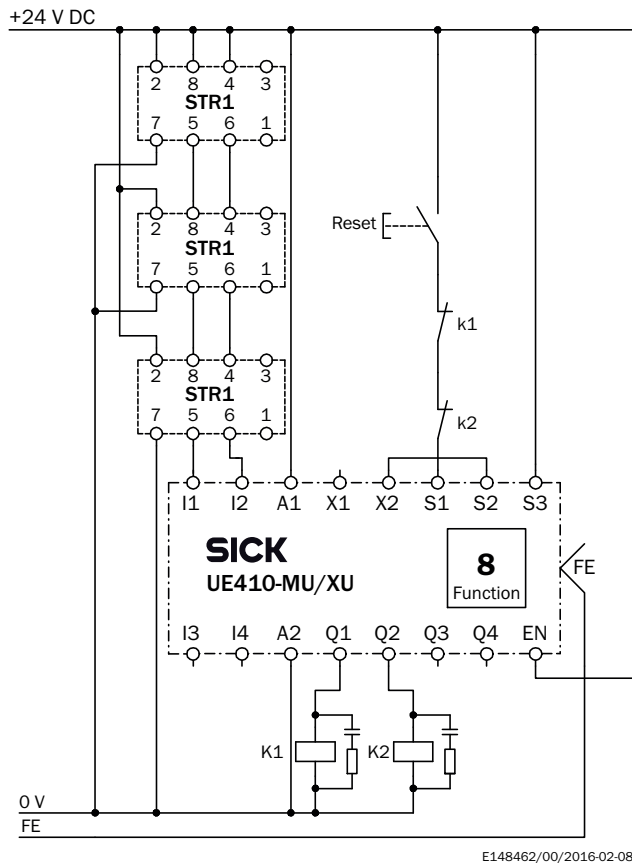 +24 V DC
2 8 4 3
STR1
7 5 6 1
2 8 4 3
STR1
7 5 6 1
Reset
k1
2 8 4 3
STR1
7 5 6 1
k2
I1 I2 A1 X1 X2 S1 S2 S3
SICK
UE410-MU/XU
8
Function
FE
I3 I4 A2 Q1 Q2 Q3 Q4 EN
K1 K2
0 V
FE
E148462/00/2016-02-08